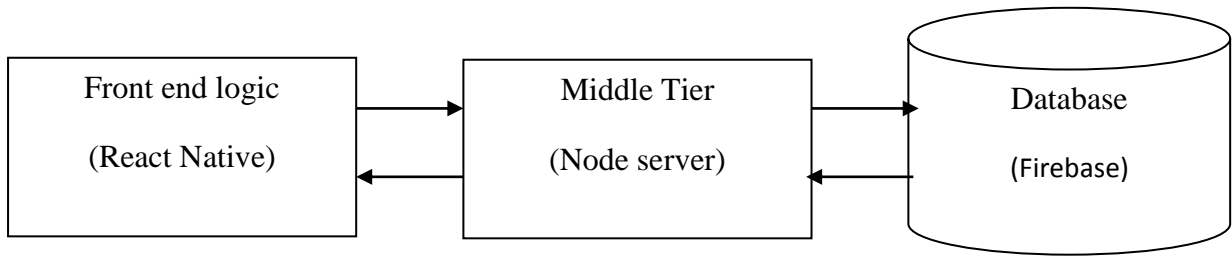 Front end logic
(React Native)
Middle Tier
(Node server)
Database
(Firebase)